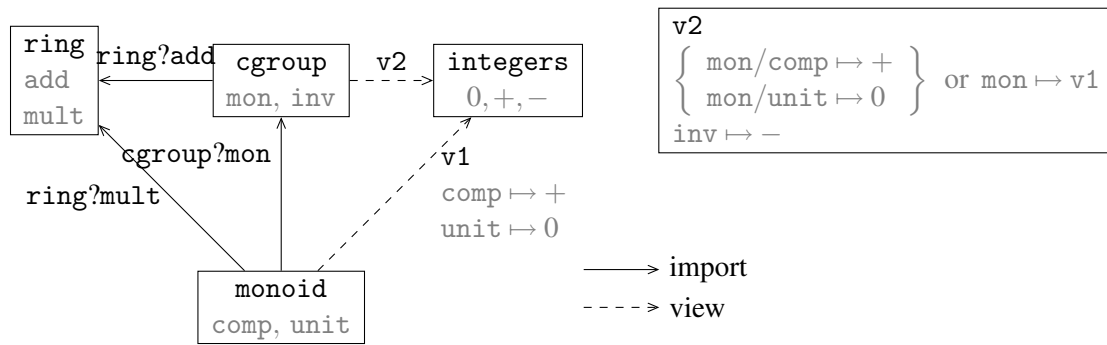 ring
add
mult
ring?add
cgroup
mon, inv
v2
integers
0, +, −
cgroup?mon
ring?mult
v1
comp ↦ +
unit ↦ 0
monoid
comp, unit
import
view
v2
{ mon/comp ↦ +
mon/unit ↦ 0 } or mon ↦ v1
inv ↦ −